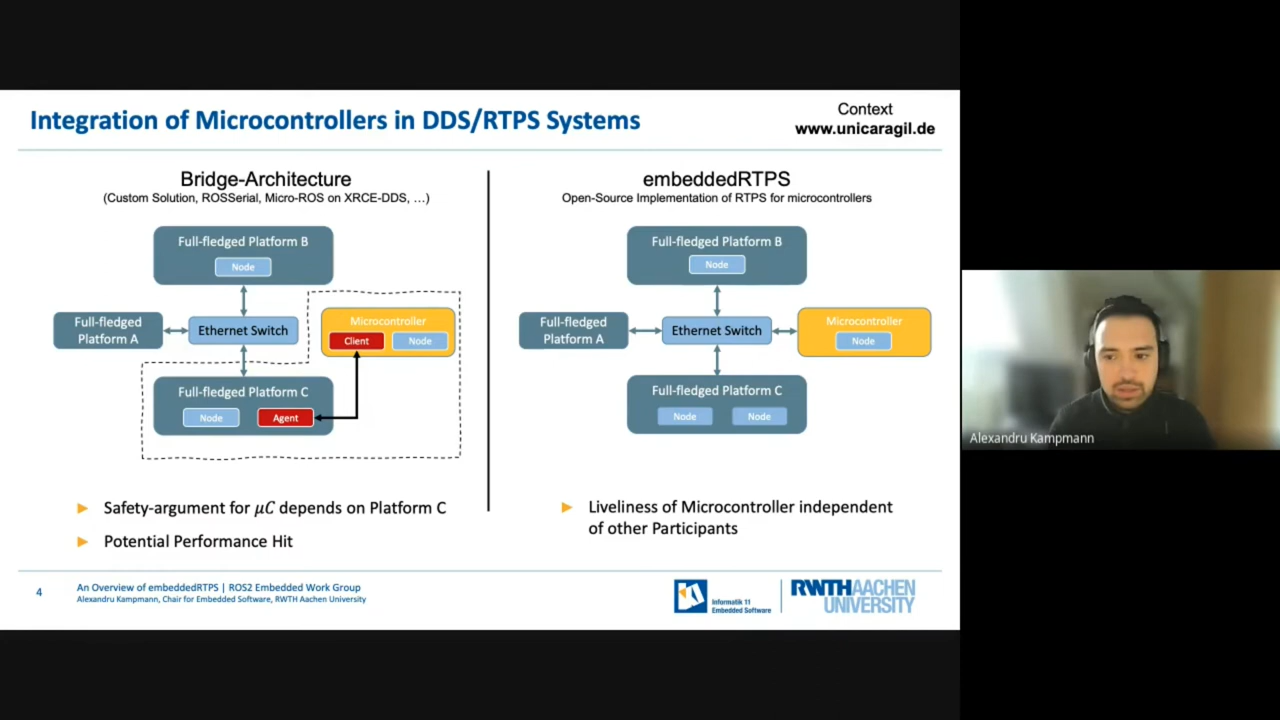 Integration of Microcontrollers in DDS/RTPS Systems
Context
www.unicaragil.de
Bridge-Architecture
(Custom Solution, ROSSerial, Micro-ROS on XRCE-DDS, ...)
Full-fledged Platform B
Node
Full-fledged
Platform A
Ethernet Switch
Microcontroller
Client
Node
Full-fledged Platform C
Node
Agent
Safety-argument for μC depends on Platform C
Potential Performance Hit
embeddedRTPS
Open-Source Implementation of RTPS for microcontrollers
Full-fledged Platform B
Node
Full-fledged
Platform A
Ethernet Switch
Microcontroller
Node
Full-fledged Platform C
Node
Node
Liveliness of Microcontroller independent
of other Participants
4
An Overview of embeddedRTPS | ROS2 Embedded Work Group
Alexandru Kampmann, Chair for Embedded Software, RWTH Aachen University
Informatik 11
Embedded Software
RWTHAACHEN
UNIVERSITY
Alexandru Kampmann